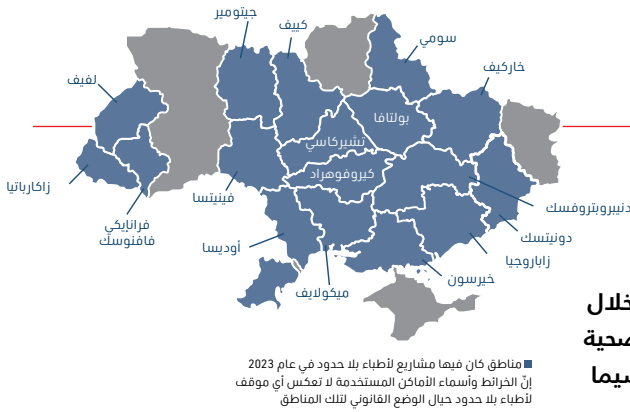 جيتومير
كييف
سومي
خاركيف
لفيف
بولتافا
تشيركاسي
كيروفوهراد
زاكارباتيا
فينيتسا
دنيبروبتروفسك
فرانايكي
فافنوسك
أوديسا
دونيتسك
زاباروجيا
خيرسون
ميكولايف
خلال
صحية
سيما
مناطق كان فيها مشاريع لأطباء بلا حدود في عام 2023
إنّ الخرائط وأسماء الأماكن المستخدمة لا تعكس أي موقف
لأطباء بلا حدود حيال الوضع القانوني لتلك المناطق